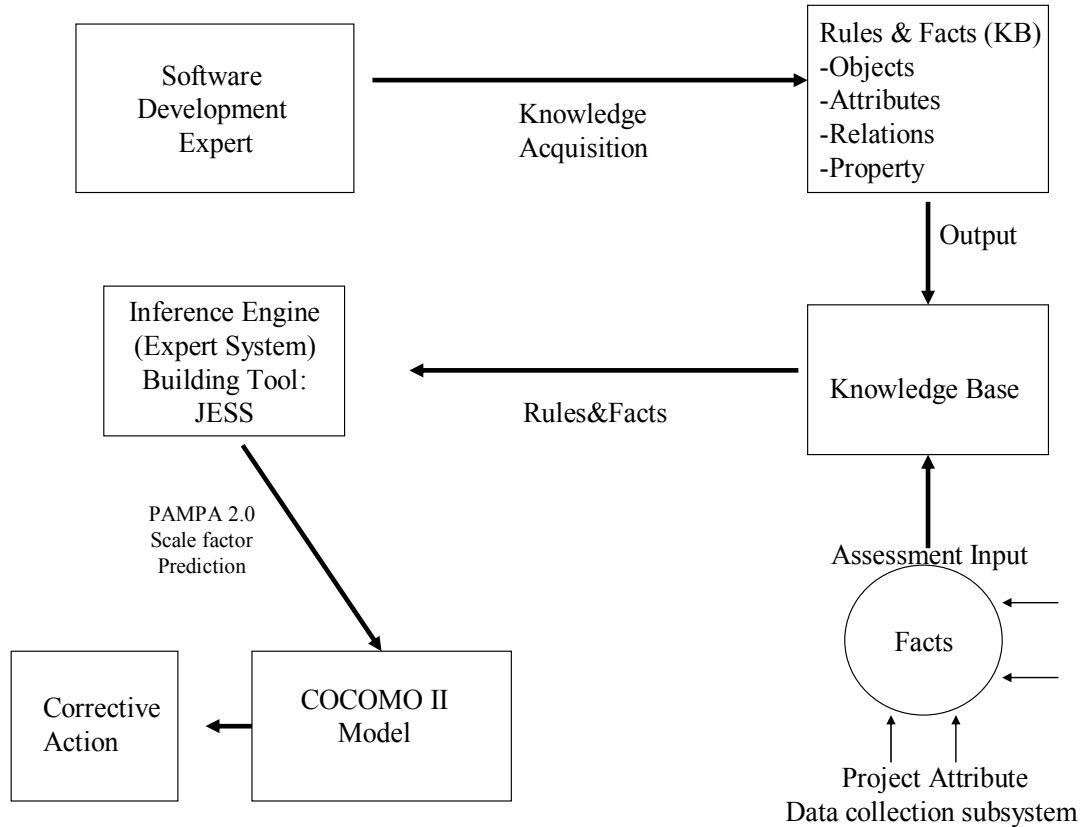 Software
Development
Expert
Knowledge
Acquisition
Rules & Facts (KB)
-Objects
-Attributes
-Relations
-Property
Output
Inference Engine
(Expert System)
Building Tool:
JESS
Rules&Facts
Knowledge Base
PAMPA 2.0
Scale factor
Prediction
Assessment Input
Facts
Corrective
Action
COCOMO II
Model
Project Attribute
Data collection subsystem